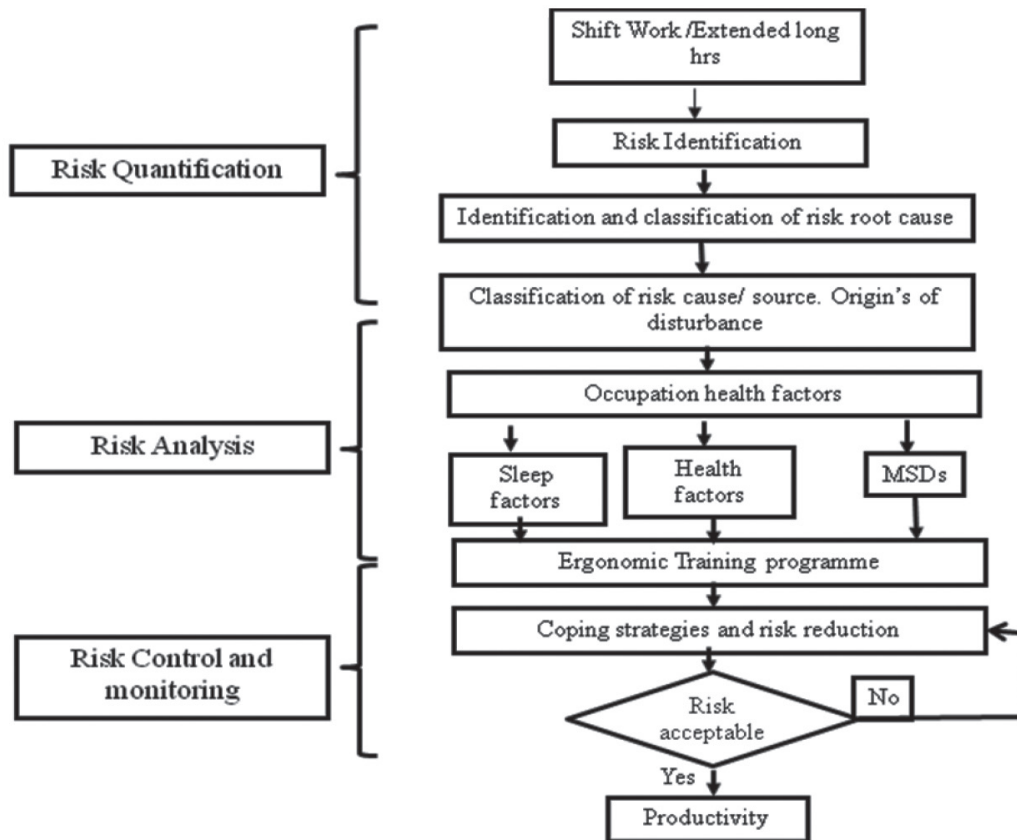 Shift Work /Extended long
hrs
Risk Identification
Risk Quantification
Identification and classification of risk root cause
Classification of risk cause/ source. Origin's of
disturbance
Occupation health factors
Risk Analysis
Sleep
factors
Health
factors
MSDs
Ergonomic Training programme
Coping strategies and risk reduction
Risk Control and
monitoring
Risk
acceptable
No
Yes
Productivity